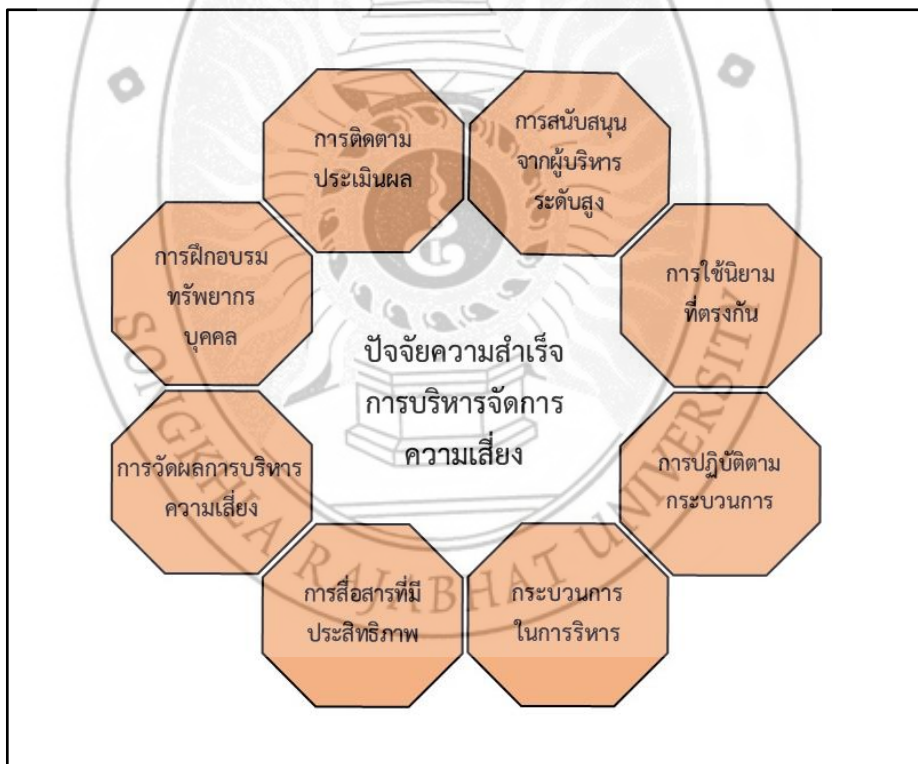 การติดตาม
ประเมินผล
การสนับสนุน
จากผู้บริหาร
ระดับสูง
การฝึกอบรม
ทรัพยากร
บุคคล
การใช้นิยาม
ที่ตรงกัน
ปัจจัยความสำเร็จ
การบริหารจัดการ
ความเสี่ยง
การวัดผลการบริหาร
ความเสี่ยง
การปฏิบัติตาม
กระบวนการ
การสื่อสารที่มี
ประสิทธิภาพ
กระบวนการ
ในการริหาร
SONGKHLA RAJABHAT UNIVERSITY